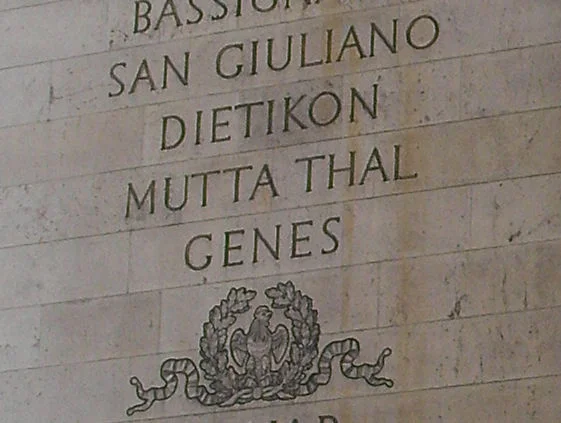 SAN GIULIANO
DIETIKON
MUTTA THAL
GENES